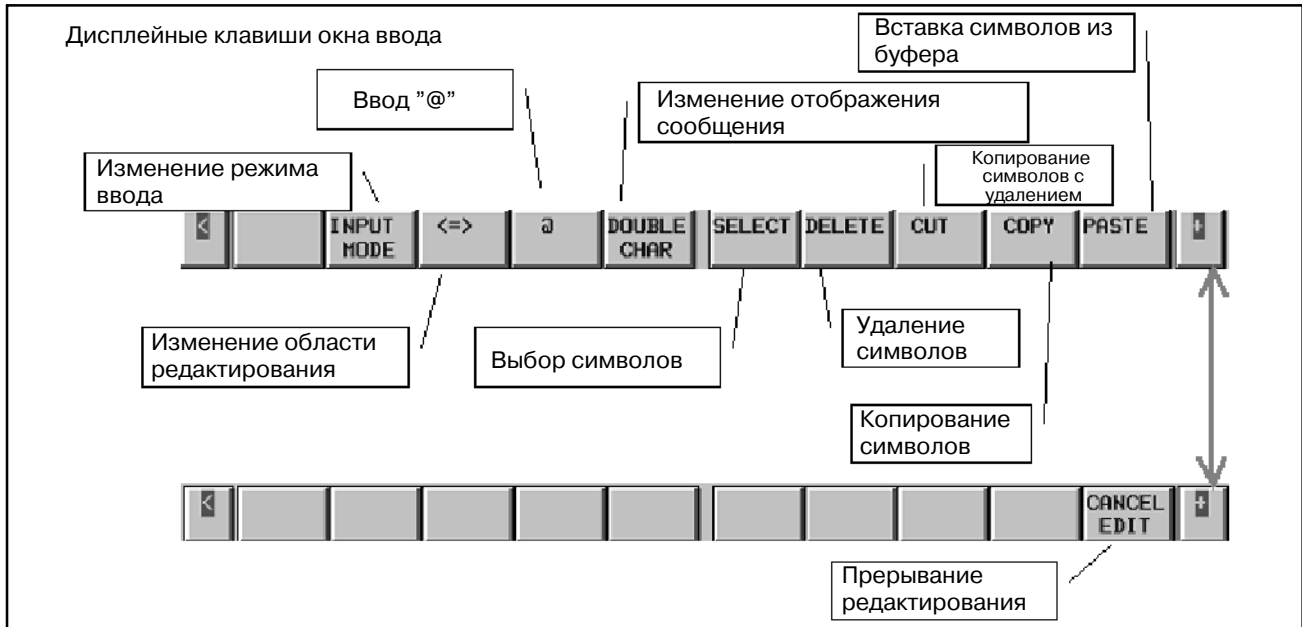 Дисплейные клавиши окна ввода
Вставка символов из
буфера
Ввод ”@”
Изменение отображения
сообщения
Изменение режима
ввода
Копирование
символов с
удалением
< INPUT MODE <=> @ DOUBLE CHAR SELECT DELETE CUT COPY PASTE +
Изменение области
редактирования
Выбор символов
Удаление
символов
Копирование
символов
< CANCEL EDIT +
Прерывание
редактирования